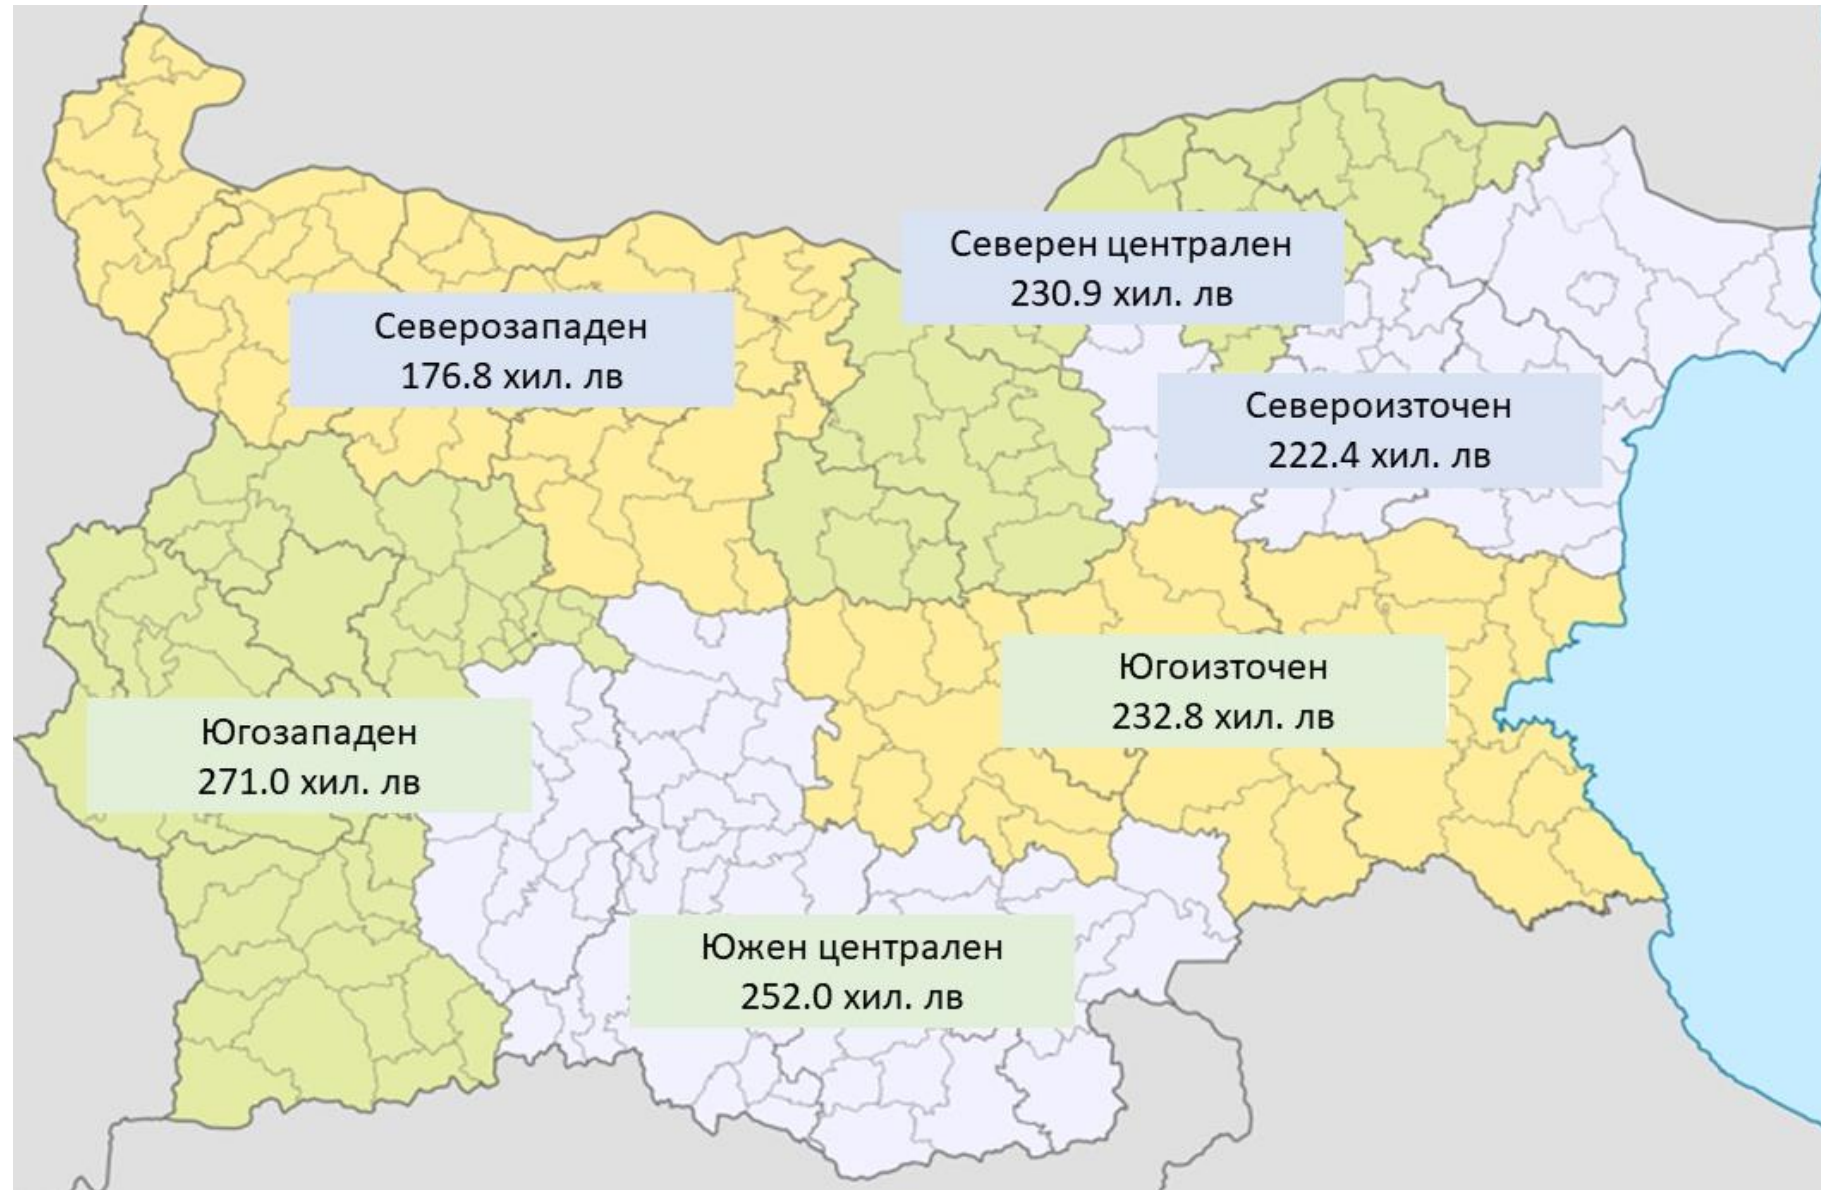 Северен централен
230.9 хил. лв
Северозападен
176.8 хил. лв
Североизточен
222.4 хил. лв
Югоизточен
232.8 хил. лв
Югозападен
271.0 хил. лв
Южен централен
252.0 хил. лв